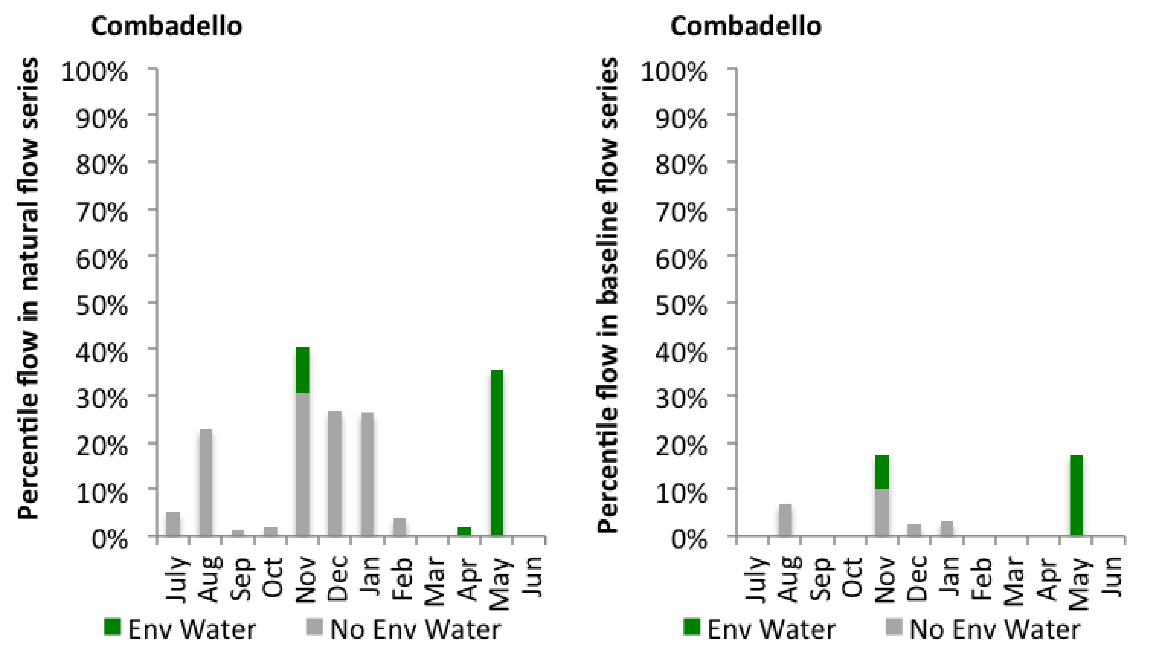 Combadello
Percentile flow in natural flow series
100%
90%
80%
70%
60%
50%
40%
30%
20%
10%
0%
July Aug Sep Oct Nov Dec Jan Feb Mar Apr May Jun
Env Water No Env Water
Combadello
Percentile flow in baseline flow series
100%
90%
80%
70%
60%
50%
40%
30%
20%
10%
0%
July Aug Sep Oct Nov Dec Jan Feb Mar Apr May Jun
Env Water No Env Water